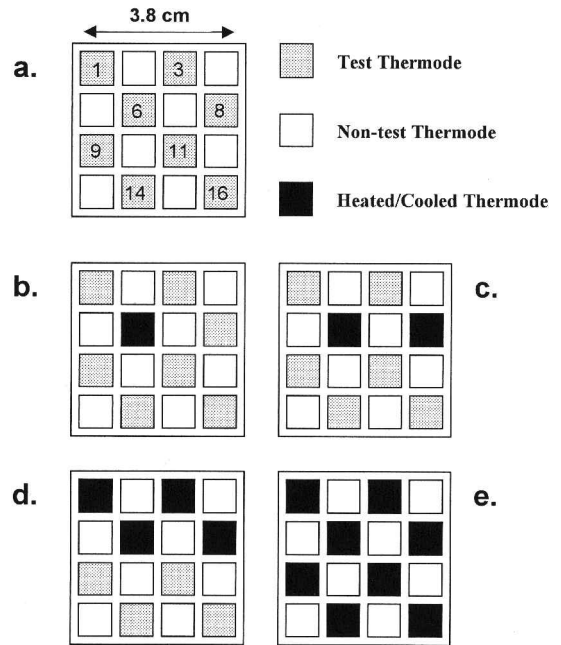 3.8 cm
a.
1 3
6 8
9 11
14 16
Test Thermode
Non-test Thermode
Heated/Cooled Thermode
b.
c.
d.
e.